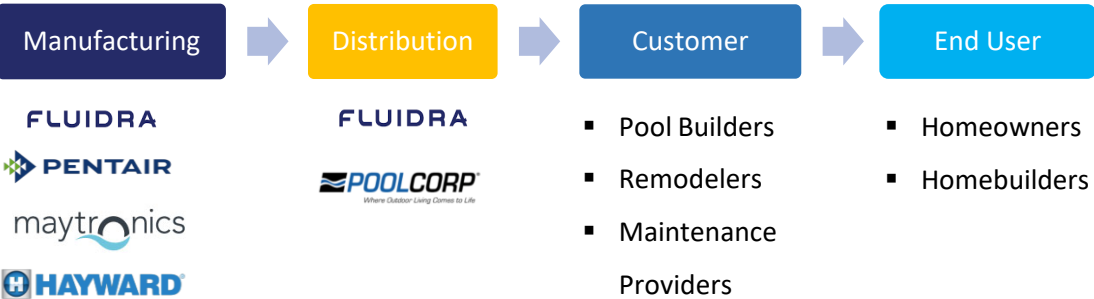 Manufacturing
Distribution
Customer
End User
FLUIDRA
PENTAIR
maytronics
HAYWARD
FLUIDRA
POOLCORP
Where Outdoor Living Comes to Life
▪ Pool Builders
▪ Remodelers
▪ Maintenance
Providers
▪ Homeowners
▪ Homebuilders